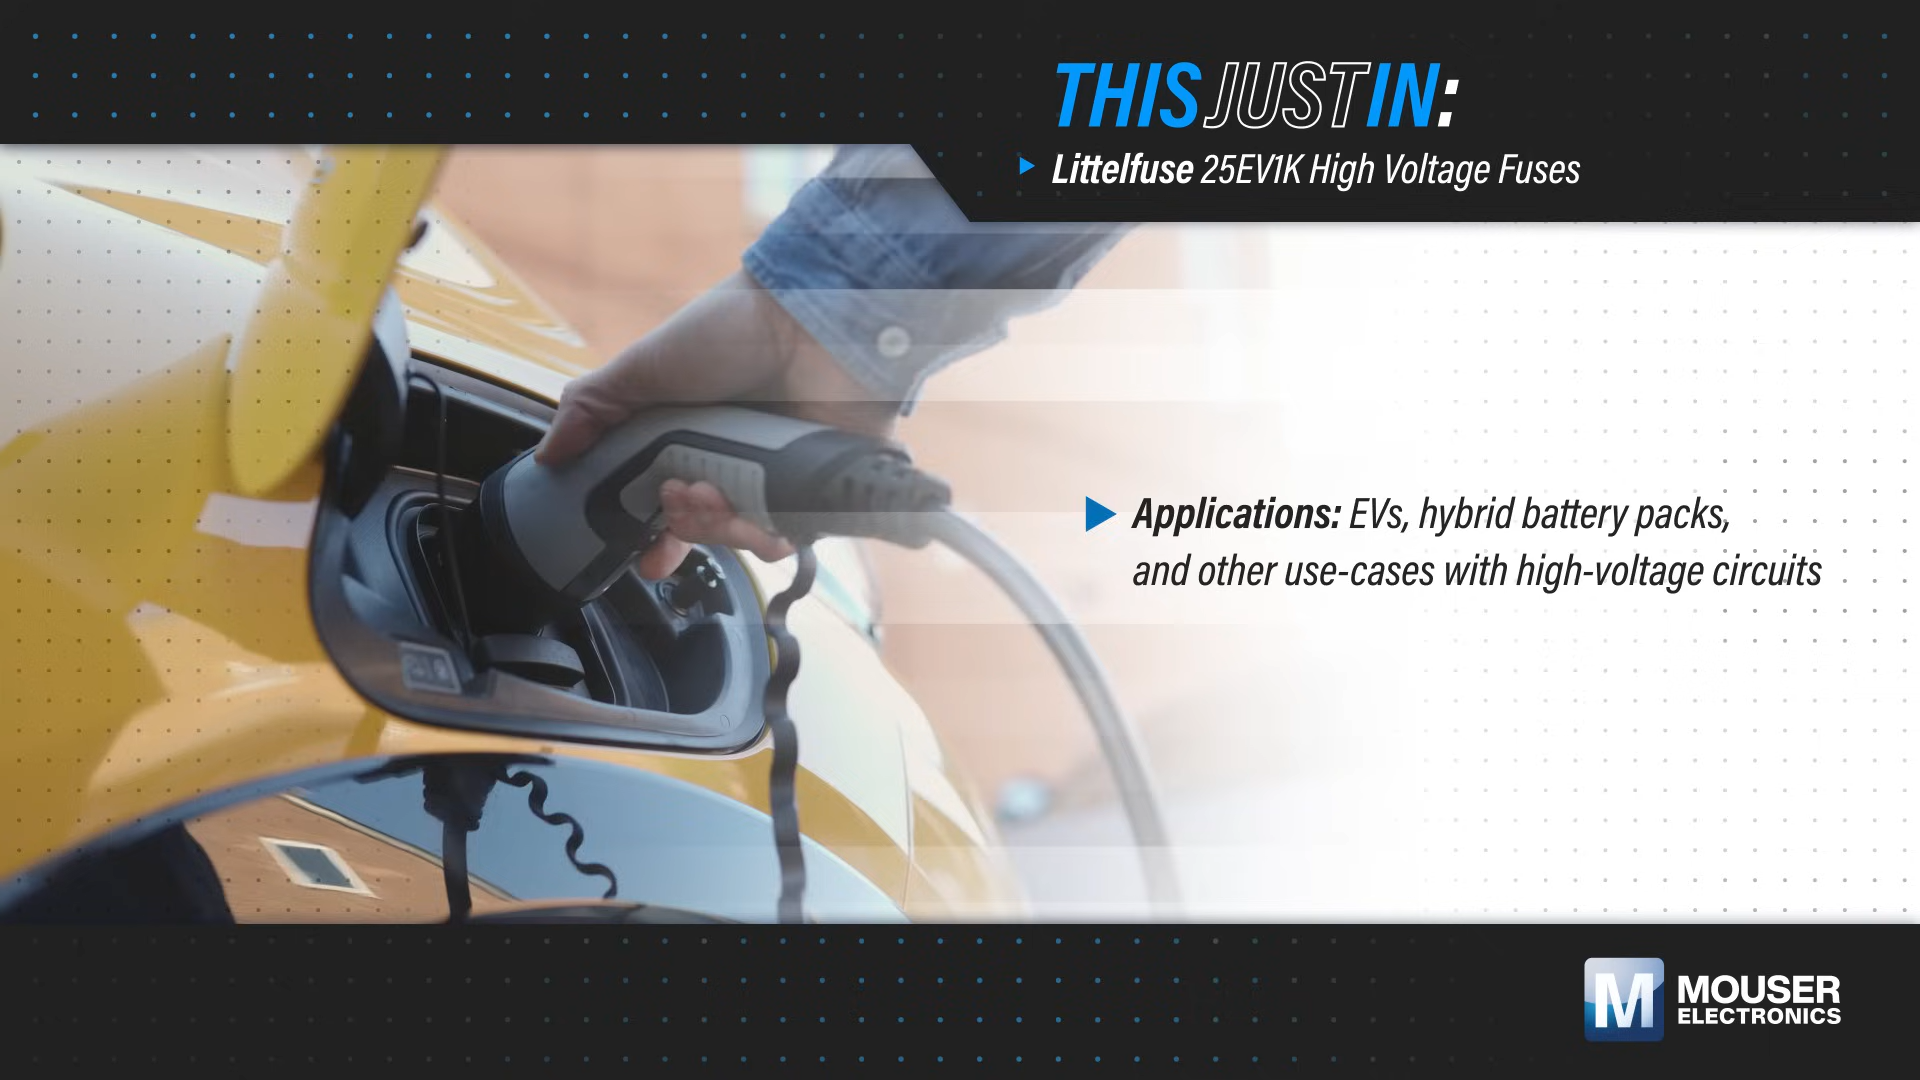 THIS JUST IN:
Littelfuse 25EV1K High Voltage Fuses
Applications: EVs, hybrid battery packs,
and other use-cases with high-voltage circuits
M MOUSER
ELECTRONICS